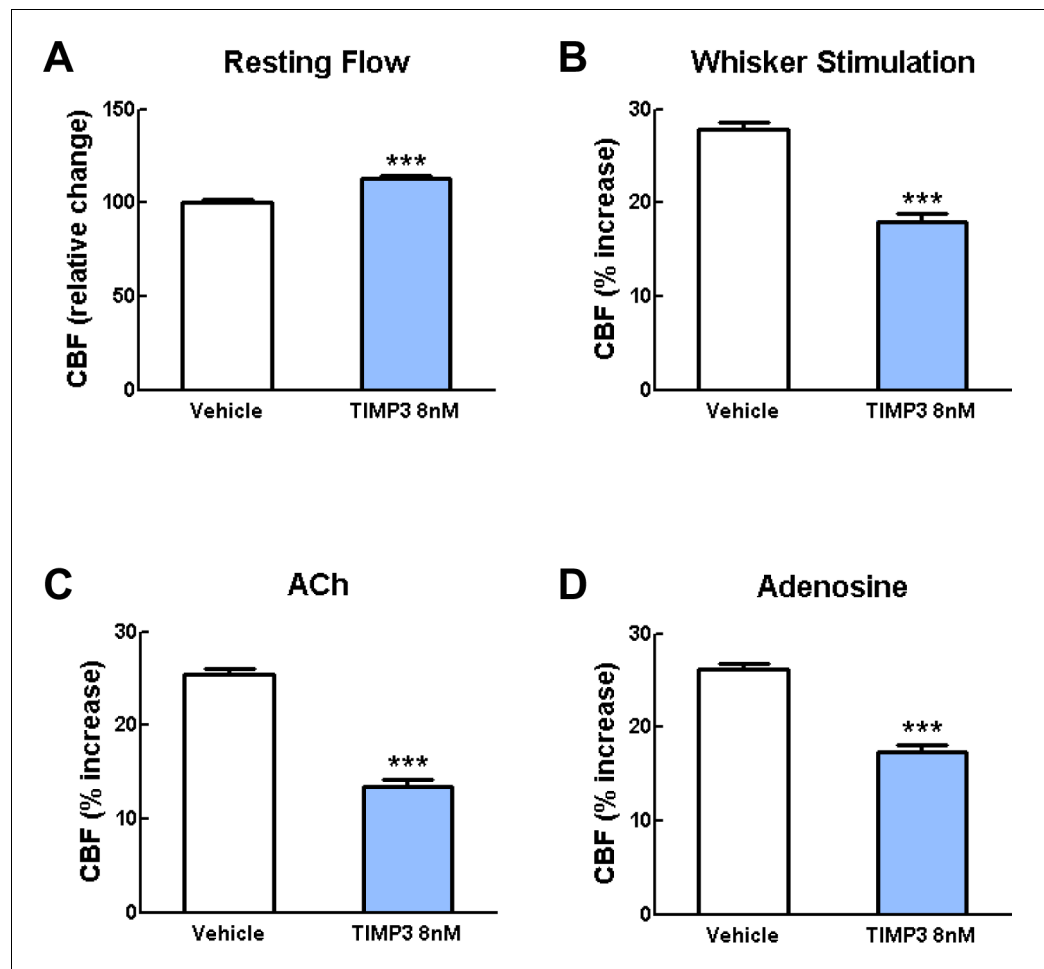 A
Resting Flow
CBF (relative change)
150
100
50
0
***
Vehicle
TIMP3 8nM
B
Whisker Stimulation
CBF (% increase)
30
20
10
0
***
Vehicle
TIMP3 8nM
C
ACh
CBF (% increase)
30
20
10
0
***
Vehicle
TIMP3 8nM
D
Adenosine
CBF (% increase)
30
20
10
0
***
Vehicle
TIMP3 8nM